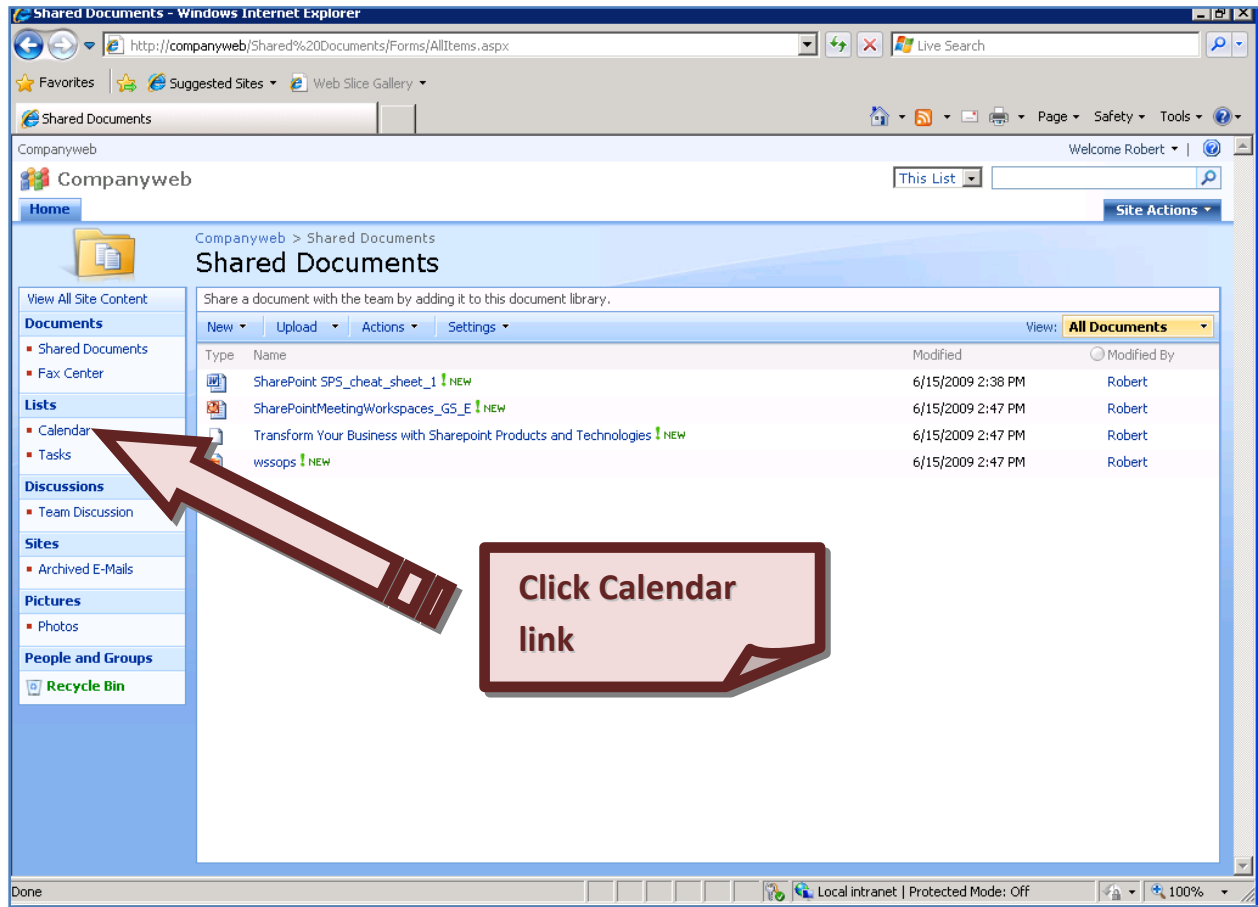 Shared Documents - Windows Internet Explorer
http://companyweb/Shared%20Documents/Forms/AllItems.aspx
Live Search
Favorites Suggested Sites Web Slice Gallery
Shared Documents Page Safety Tools
Companyweb Welcome Robert
Companyweb This List
Home Site Actions
Companyweb > Shared Documents
Shared Documents
View All Site Content
Documents
Shared Documents
Fax Center
Lists
Calendar
Tasks
Discussions
Team Discussion
Sites
Archived E-Mails
Pictures
Photos
People and Groups
Recycle Bin
Share a document with the team by adding it to this document library.
New Upload Actions Settings View: All Documents
Type Name Modified Modified By
SharePoint SPS_cheat_sheet_1 ! NEW 6/15/2009 2:38 PM Robert
SharePointMeetingWorkspaces_GS_E ! NEW 6/15/2009 2:47 PM Robert
Transform Your Business with Sharepoint Products and Technologies ! NEW 6/15/2009 2:47 PM Robert
wssops ! NEW 6/15/2009 2:47 PM Robert
Click Calendar
link
Done Local intranet | Protected Mode: Off 100%